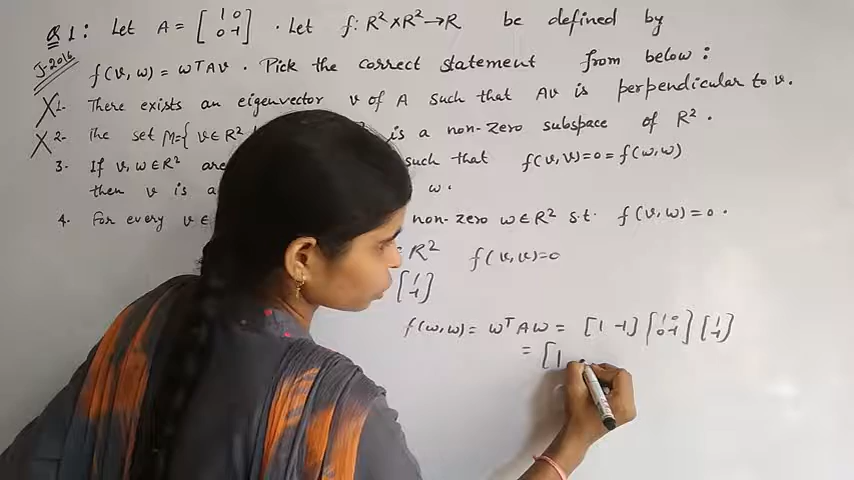 Q 1: Let A = [1 0 0 -1] . Let f: R² × R² → R be defined by
J-2016
f(v, w) = wᵀAv . Pick the correct statement from below :
1. There exists an eigenvector v of A such that Av is perpendicular to v.
2. The set M={ v∈R² is a non-zero subspace of R² .
3. If v, w∈R² are such that f(v,v)=0=f(w,w)
then v is a w.
4. For every v∈ non-zero w∈R² s.t. f(v,w)=0 .
= R² f(v,v)=0
[1 -1]
f(w,w)= wᵀAw = [1 -1] [1 0 0 -1] [1 -1]
= [1